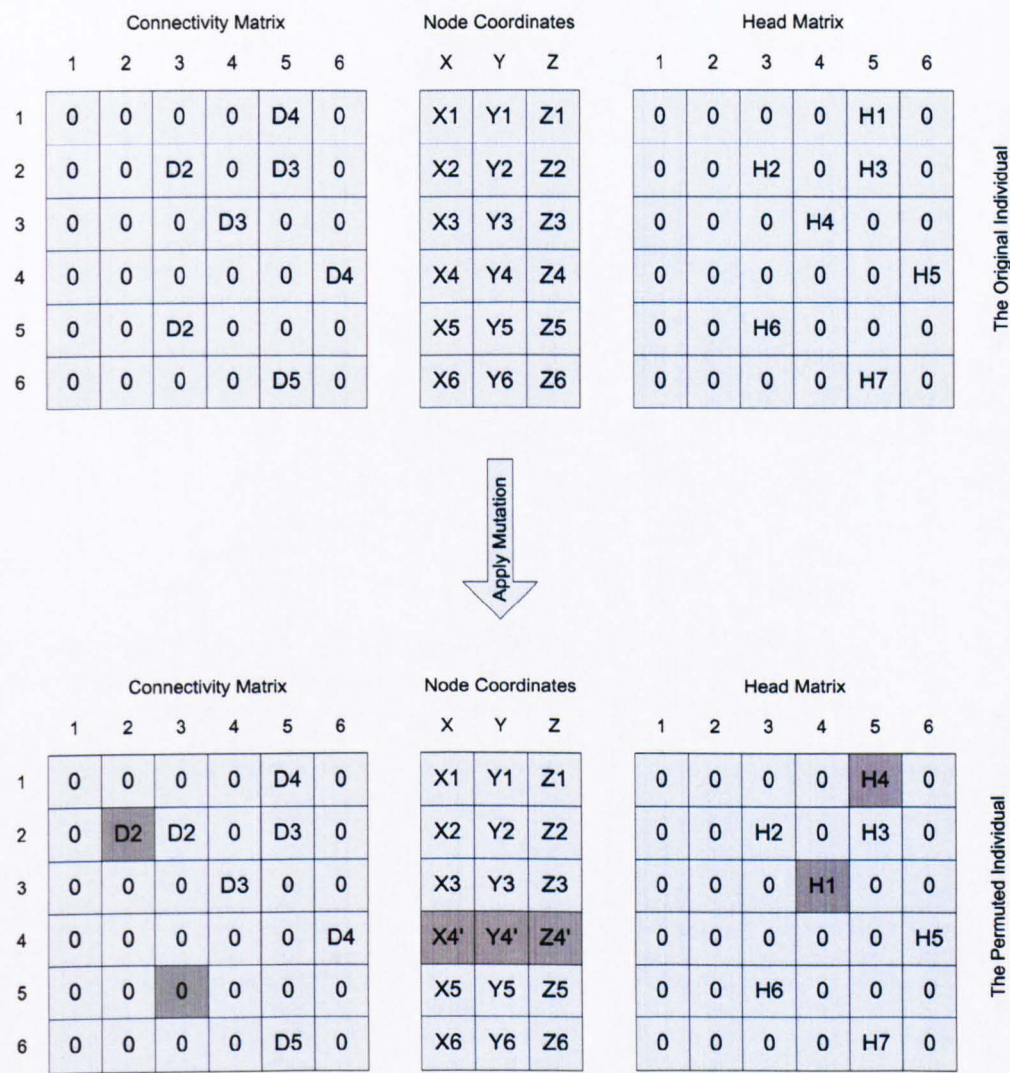 Connectivity Matrix Node Coordinates Head Matrix
1 2 3 4 5 6 X Y Z 1 2 3 4 5 6
1 0 0 0 0 D4 0 X1 Y1 Z1 0 0 0 0 H1 0
2 0 0 D2 0 D3 0 X2 Y2 Z2 0 0 H2 0 H3 0
3 0 0 0 D3 0 0 X3 Y3 Z3 0 0 0 H4 0 0
4 0 0 0 0 0 D4 X4 Y4 Z4 0 0 0 0 0 H5
5 0 0 D2 0 0 0 X5 Y5 Z5 0 0 H6 0 0 0
6 0 0 0 0 D5 0 X6 Y6 Z6 0 0 0 0 H7 0
The Original Individual
Apply Mutation
Connectivity Matrix Node Coordinates Head Matrix
1 2 3 4 5 6 X Y Z 1 2 3 4 5 6
1 0 0 0 0 D4 0 X1 Y1 Z1 0 0 0 0 H4 0
2 0 D2 D2 0 D3 0 X2 Y2 Z2 0 0 H2 0 H3 0
3 0 0 0 D3 0 0 X3 Y3 Z3 0 0 0 H1 0 0
4 0 0 0 0 0 D4 X4' Y4' Z4' 0 0 0 0 0 H5
5 0 0 0 0 0 0 X5 Y5 Z5 0 0 H6 0 0 0
6 0 0 0 0 D5 0 X6 Y6 Z6 0 0 0 0 H7 0
The Permuted Individual